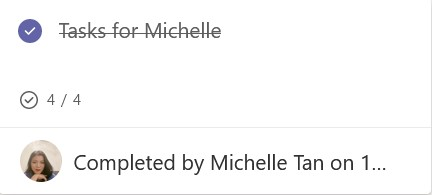 Tasks for Michelle
4 / 4
Completed by Michelle Tan on 1...